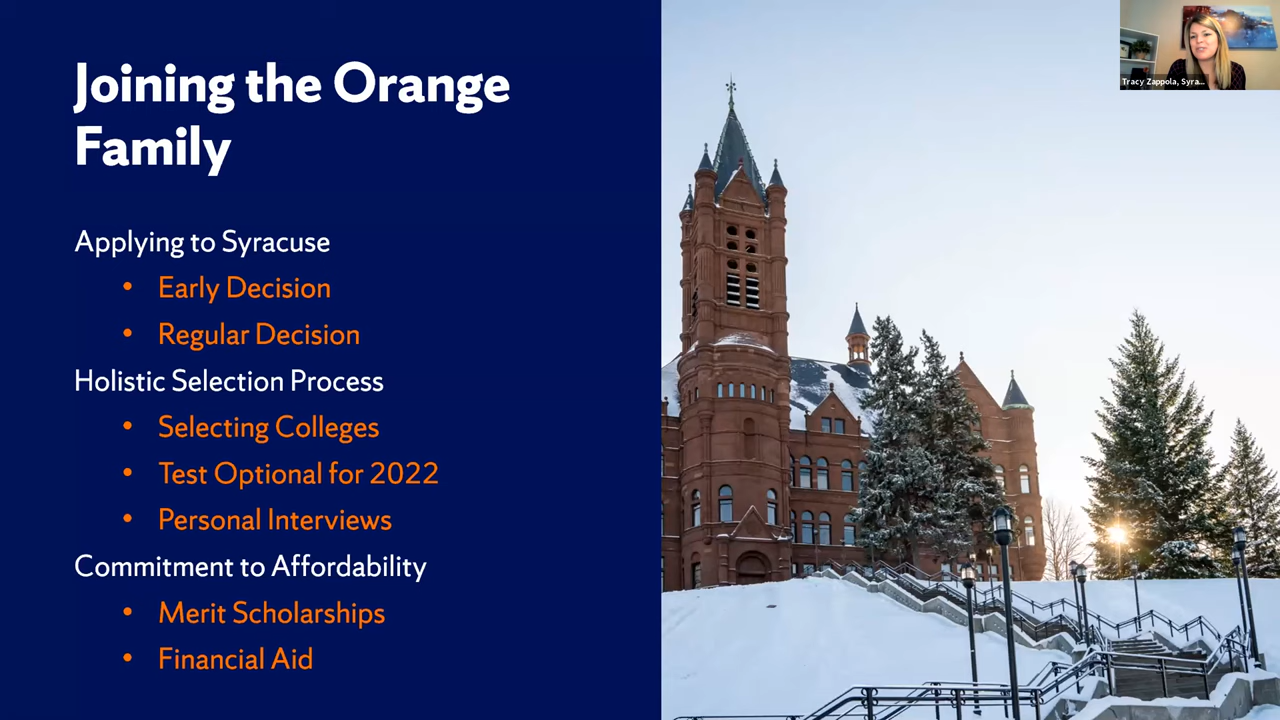 Joining the Orange
Family
Applying to Syracuse
• Early Decision
• Regular Decision
Holistic Selection Process
• Selecting Colleges
• Test Optional for 2022
• Personal Interviews
Commitment to Affordability
• Merit Scholarships
• Financial Aid
Tracy Zappola, Syra...